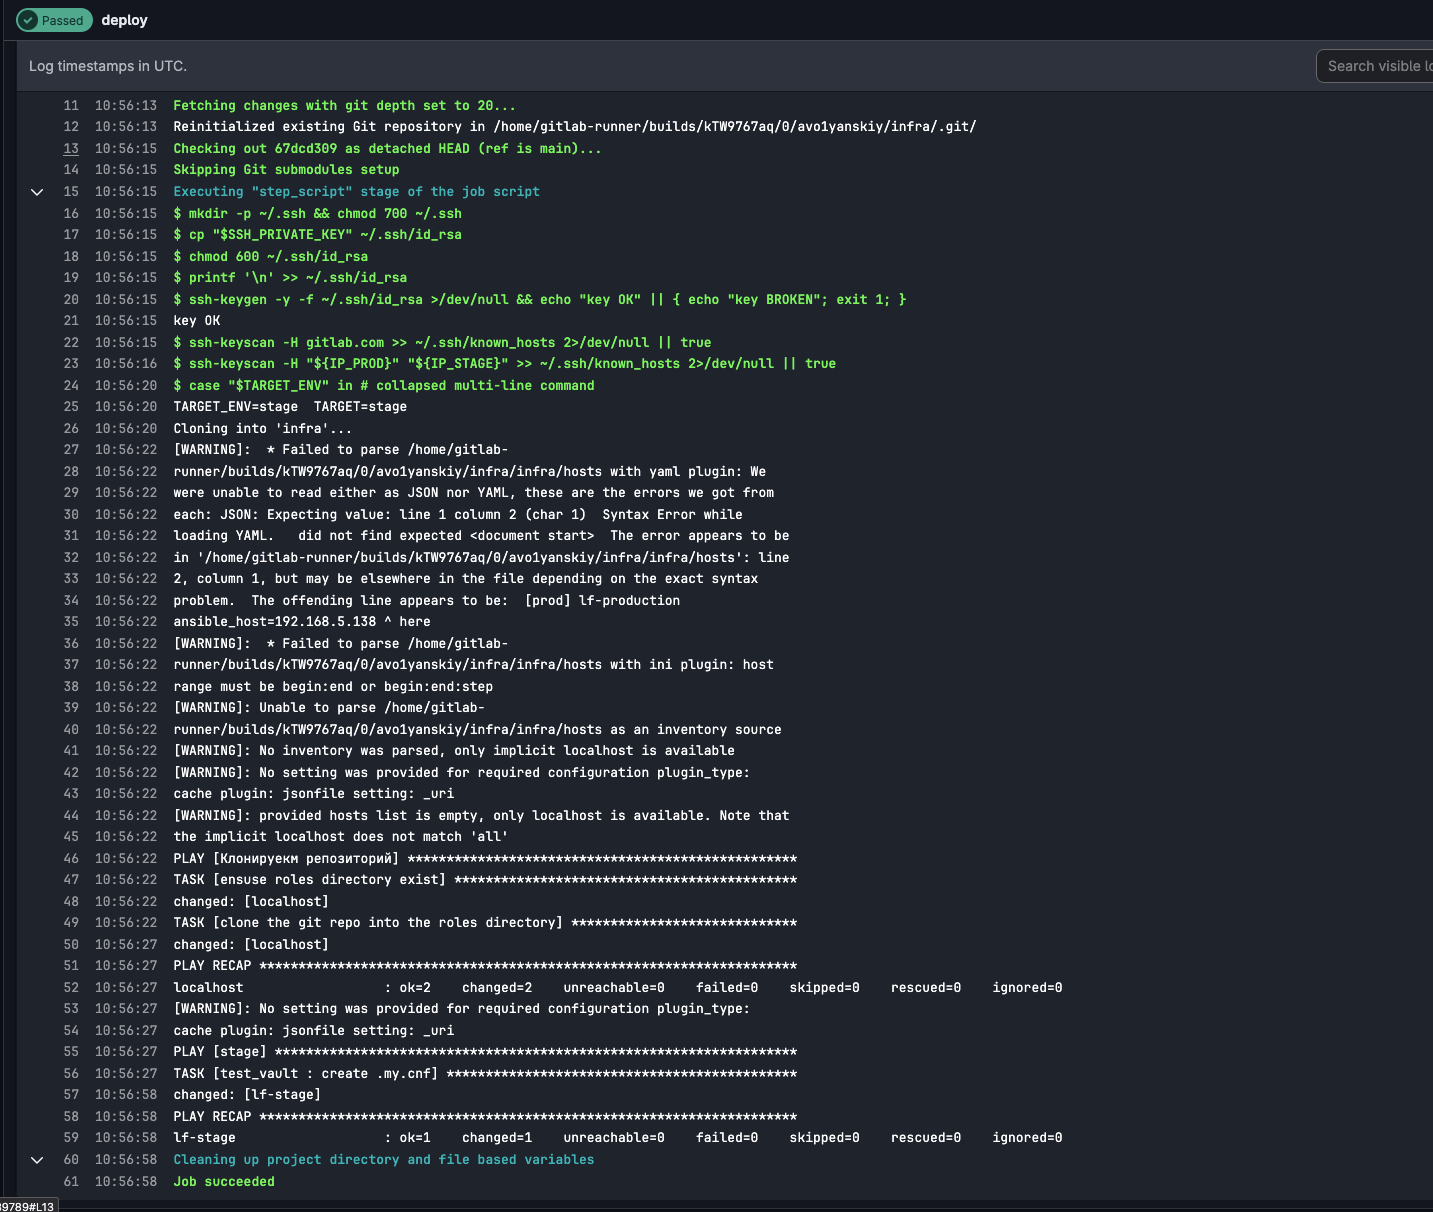 Passed deploy
Log timestamps in UTC.
Search visible lo
11 10:56:13 Fetching changes with git depth set to 20...
12 10:56:13 Reinitialized existing Git repository in /home/gitlab-runner/builds/kTW9767aq/0/avo1yanskiy/infra/.git/
13 10:56:15 Checking out 67dcd309 as detached HEAD (ref is main)...
14 10:56:15 Skipping Git submodules setup
15 10:56:15 Executing "step_script" stage of the job script
16 10:56:15 $ mkdir -p ~/.ssh && chmod 700 ~/.ssh
17 10:56:15 $ cp "$SSH_PRIVATE_KEY" ~/.ssh/id_rsa
18 10:56:15 $ chmod 600 ~/.ssh/id_rsa
19 10:56:15 $ printf '\n' >> ~/.ssh/id_rsa
20 10:56:15 $ ssh-keygen -y -f ~/.ssh/id_rsa >/dev/null && echo "key OK" || { echo "key BROKEN"; exit 1; }
21 10:56:15 key OK
22 10:56:15 $ ssh-keyscan -H gitlab.com >> ~/.ssh/known_hosts 2>/dev/null || true
23 10:56:16 $ ssh-keyscan -H "${IP_PROD}" "${IP_STAGE}" >> ~/.ssh/known_hosts 2>/dev/null || true
24 10:56:20 $ case "$TARGET_ENV" in # collapsed multi-line command
25 10:56:20 TARGET_ENV=stage  TARGET=stage
26 10:56:20 Cloning into 'infra'...
27 10:56:22 [WARNING]:  * Failed to parse /home/gitlab-
28 10:56:22 runner/builds/kTW9767aq/0/avo1yanskiy/infra/infra/hosts with yaml plugin: We
29 10:56:22 were unable to read either as JSON nor YAML, these are the errors we got from
30 10:56:22 each: JSON: Expecting value: line 1 column 2 (char 1)  Syntax Error while
31 10:56:22 loading YAML.   did not find expected <document start>  The error appears to be
32 10:56:22 in '/home/gitlab-runner/builds/kTW9767aq/0/avo1yanskiy/infra/infra/hosts': line
33 10:56:22 2, column 1, but may be elsewhere in the file depending on the exact syntax
34 10:56:22 problem.  The offending line appears to be:  [prod] lf-production
35 10:56:22 ansible_host=192.168.5.138 ^ here
36 10:56:22 [WARNING]:  * Failed to parse /home/gitlab-
37 10:56:22 runner/builds/kTW9767aq/0/avo1yanskiy/infra/infra/hosts with ini plugin: host
38 10:56:22 range must be begin:end or begin:end:step
39 10:56:22 [WARNING]: Unable to parse /home/gitlab-
40 10:56:22 runner/builds/kTW9767aq/0/avo1yanskiy/infra/infra/hosts as an inventory source
41 10:56:22 [WARNING]: No inventory was parsed, only implicit localhost is available
42 10:56:22 [WARNING]: No setting was provided for required configuration plugin_type:
43 10:56:22 cache plugin: jsonfile setting: _uri
44 10:56:22 [WARNING]: provided hosts list is empty, only localhost is available. Note that
45 10:56:22 the implicit localhost does not match 'all'
46 10:56:22 PLAY [Клонируекм репозиторий] **************************************************
47 10:56:22 TASK [ensuse roles directory exist] ********************************************
48 10:56:22 changed: [localhost]
49 10:56:22 TASK [clone the git repo into the roles directory] *****************************
50 10:56:27 changed: [localhost]
51 10:56:27 PLAY RECAP *********************************************************************
52 10:56:27 localhost                  : ok=2    changed=2    unreachable=0    failed=0    skipped=0    rescued=0    ignored=0
53 10:56:27 [WARNING]: No setting was provided for required configuration plugin_type:
54 10:56:27 cache plugin: jsonfile setting: _uri
55 10:56:27 PLAY [stage] *******************************************************************
56 10:56:27 TASK [test_vault : create .my.cnf] *********************************************
57 10:56:58 changed: [lf-stage]
58 10:56:58 PLAY RECAP *********************************************************************
59 10:56:58 lf-stage                   : ok=1    changed=1    unreachable=0    failed=0    skipped=0    rescued=0    ignored=0
60 10:56:58 Cleaning up project directory and file based variables
61 10:56:58 Job succeeded
39789#L13